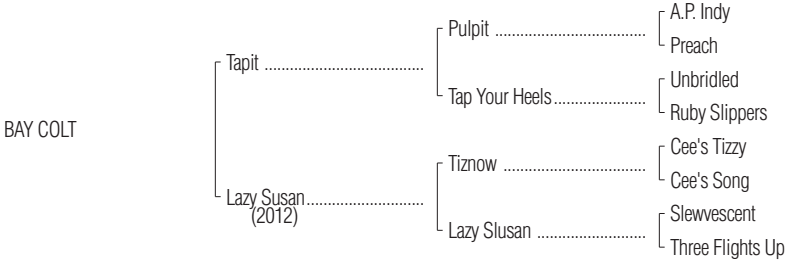 A.P. Indy
Pulpit ....................................
Preach
Tapit ......................................
Unbridled
Tap Your Heels......................
Ruby Slippers
BAY COLT
Cee's Tizzy
Tiznow ..................................
Cee's Song
Lazy Susan............................
(2012)
Slewvescent
Lazy Slusan ..........................
Three Flights Up